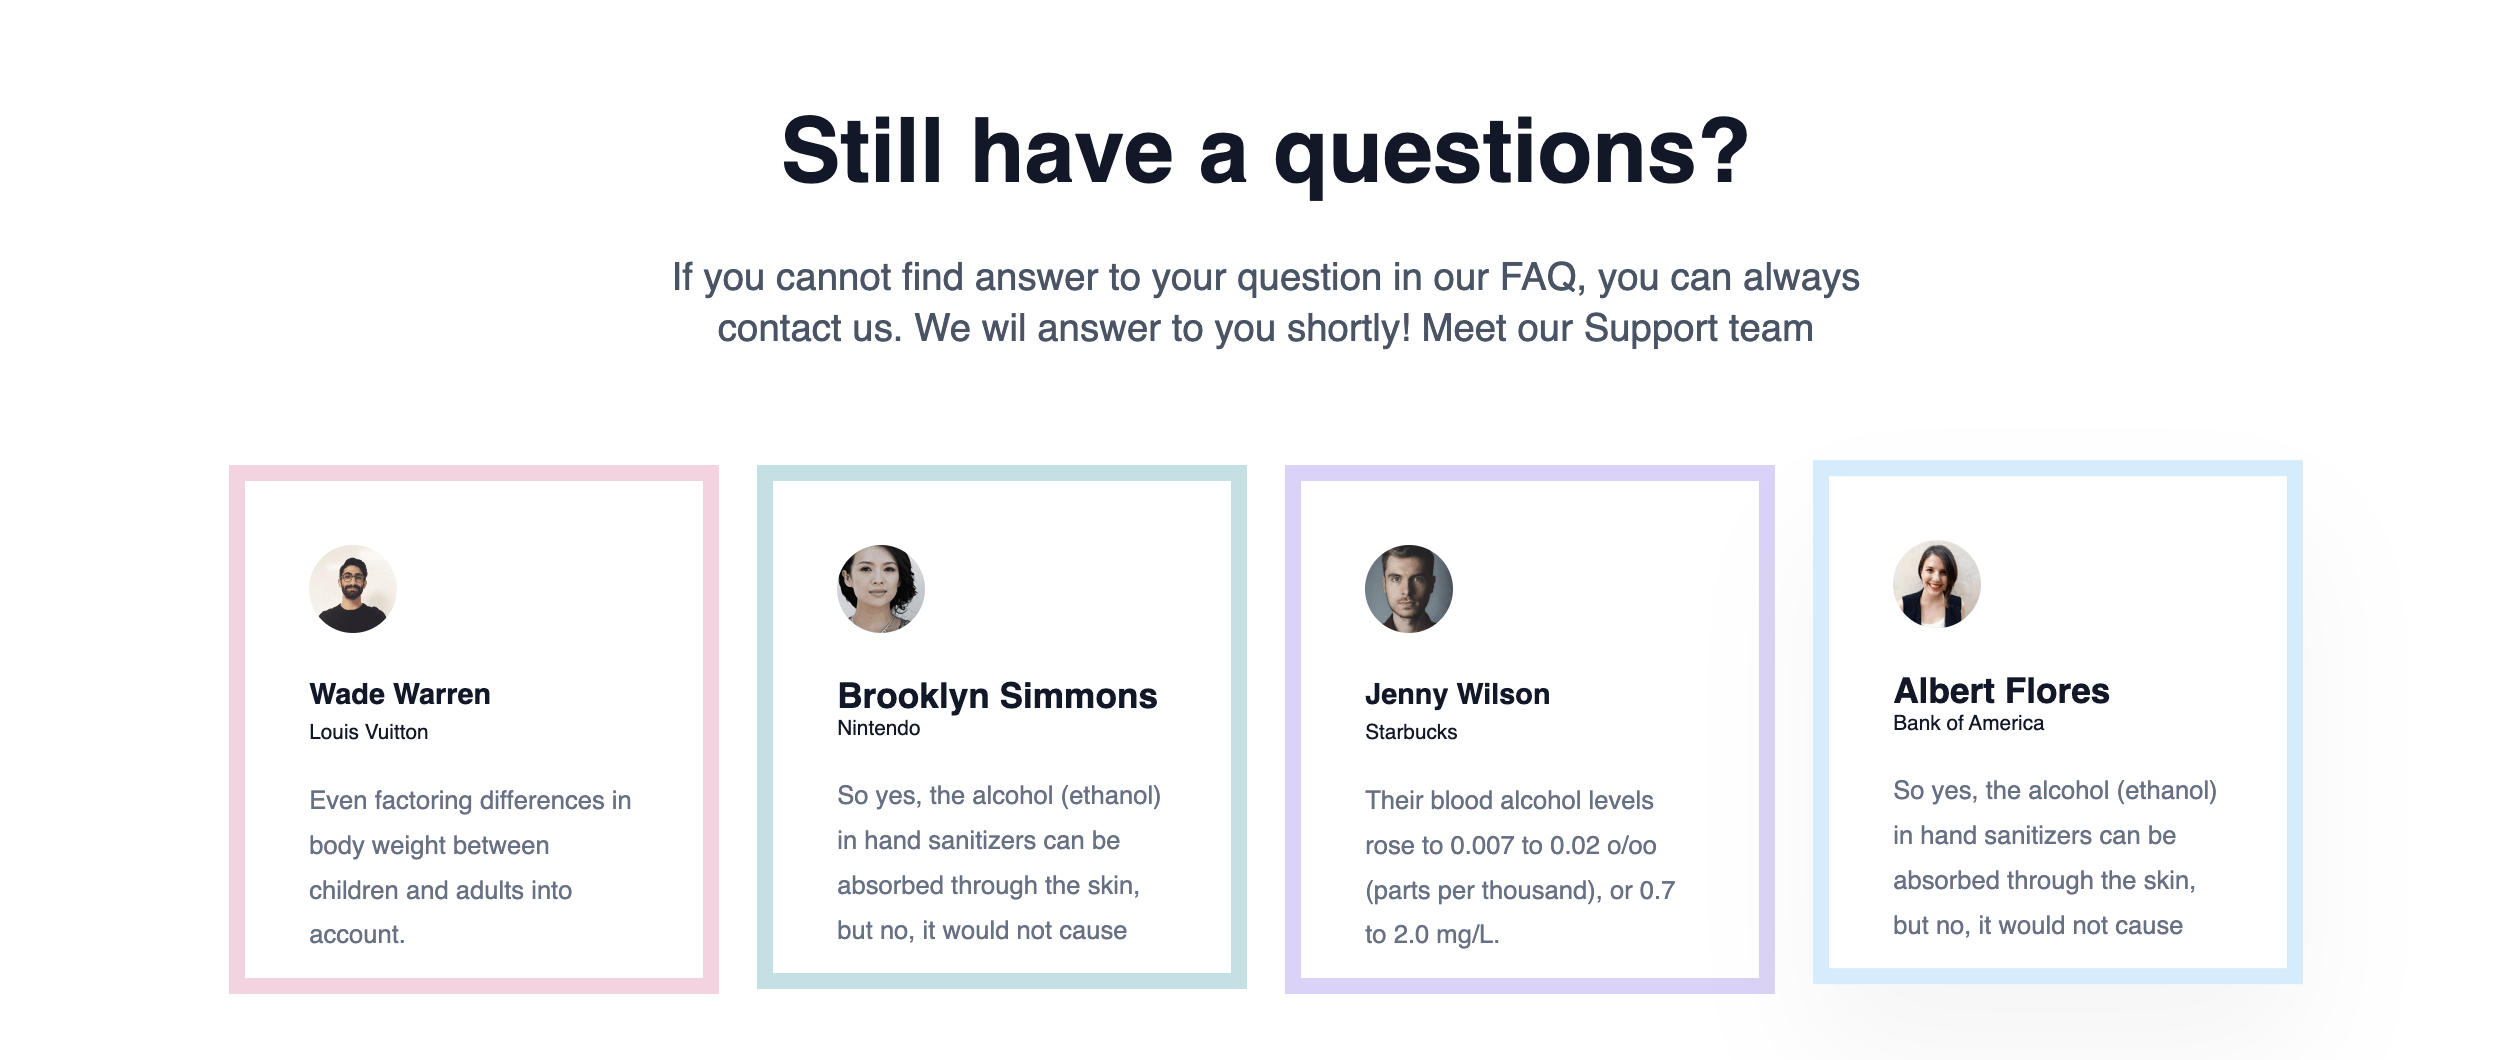 Still have a questions?
If you cannot find answer to your question in our FAQ, you can always
contact us. We wil answer to you shortly! Meet our Support team
Wade Warren
Louis Vuitton
Even factoring differences in
body weight between
children and adults into
account.
Brooklyn Simmons
Nintendo
So yes, the alcohol (ethanol)
in hand sanitizers can be
absorbed through the skin,
but no, it would not cause
Jenny Wilson
Starbucks
Their blood alcohol levels
rose to 0.007 to 0.02 o/oo
(parts per thousand), or 0.7
to 2.0 mg/L.
Albert Flores
Bank of America
So yes, the alcohol (ethanol)
in hand sanitizers can be
absorbed through the skin,
but no, it would not cause